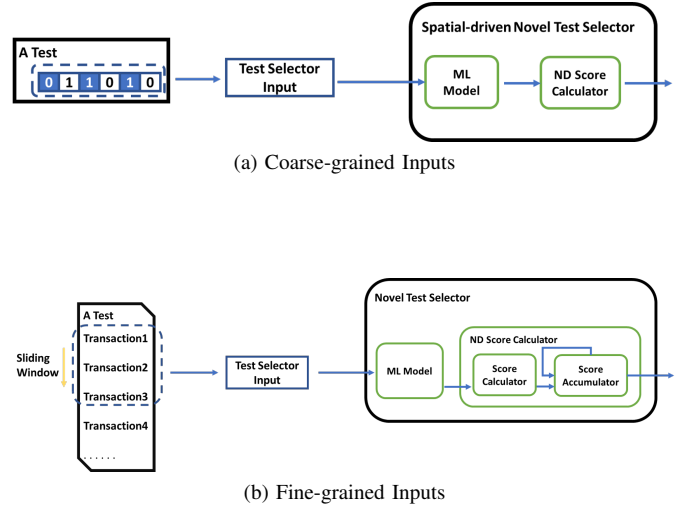 Spatial-driven Novel Test Selector
A Test
0 1 1 0 1 0
Test Selector
Input
ML
Model
ND Score
Calculator
(a) Coarse-grained Inputs
Novel Test Selector
A Test
Transaction1
Transaction2
Transaction3
Transaction4
. . . . . .
Sliding
Window
Test Selector
Input
ML Model
ND Score Calculator
Score
Calculator
Score
Accumulator
(b) Fine-grained Inputs